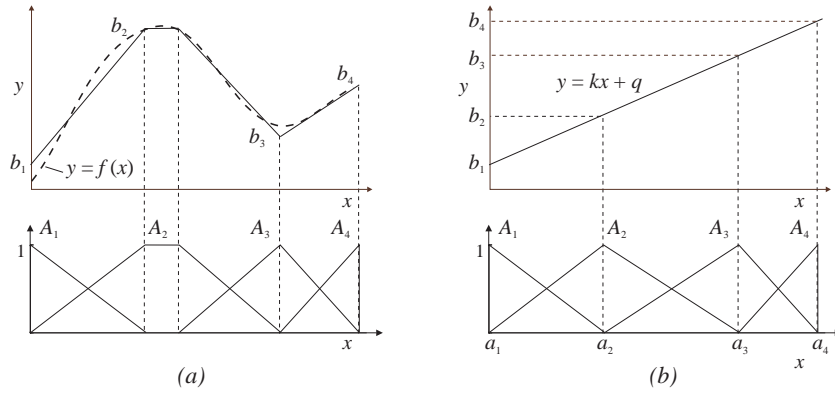 b₂
y
b₄
b₃
b₁
y = f (x)
x
A₁ A₂ A₃ A₄
1
x
(a)
b₄
b₃
y
y = kx + q
b₂
b₁
x
A₁ A₂ A₃ A₄
1
a₁ a₂ a₃ a₄
x
(b)